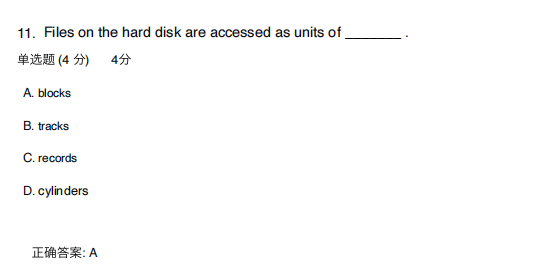 11. Files on the hard disk are accessed as units of _______ .
单选题 (4 分) 4分
A. blocks
B. tracks
C. records
D. cylinders
正确答案: A